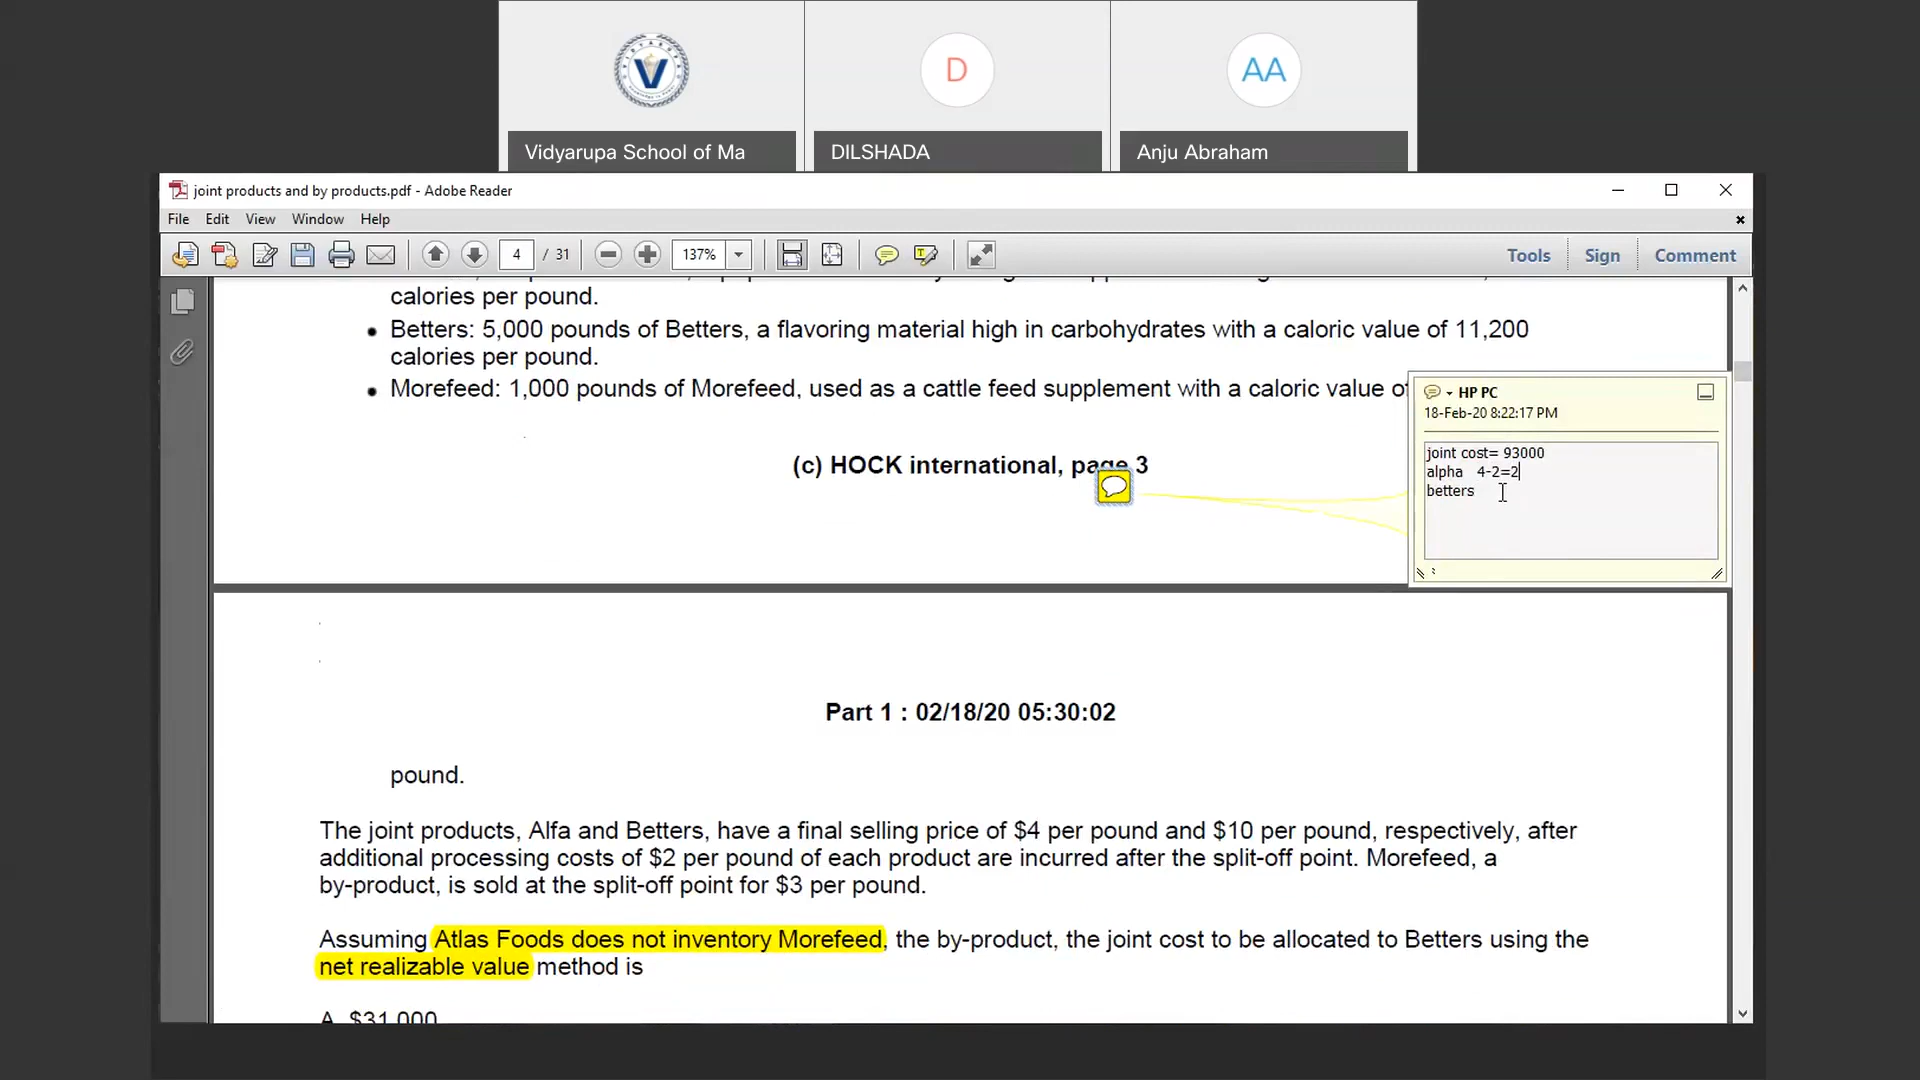 Vidyarupa School of Ma
DILSHADA
Anju Abraham
D
AA
V
joint products and by products.pdf - Adobe Reader
File Edit View Window Help
4 / 31 137% Tools Sign Comment
calories per pound.
• Betters: 5,000 pounds of Betters, a flavoring material high in carbohydrates with a caloric value of 11,200
calories per pound.
• Morefeed: 1,000 pounds of Morefeed, used as a cattle feed supplement with a caloric value of
HP PC
18-Feb-20 8:22:17 PM
joint cost= 93000
alpha 4-2=2
betters
(c) HOCK international, page 3
Part 1 : 02/18/20 05:30:02
pound.
The joint products, Alfa and Betters, have a final selling price of $4 per pound and $10 per pound, respectively, after
additional processing costs of $2 per pound of each product are incurred after the split-off point. Morefeed, a
by-product, is sold at the split-off point for $3 per pound.
Assuming Atlas Foods does not inventory Morefeed, the by-product, the joint cost to be allocated to Betters using the
net realizable value method is
A. $31,000